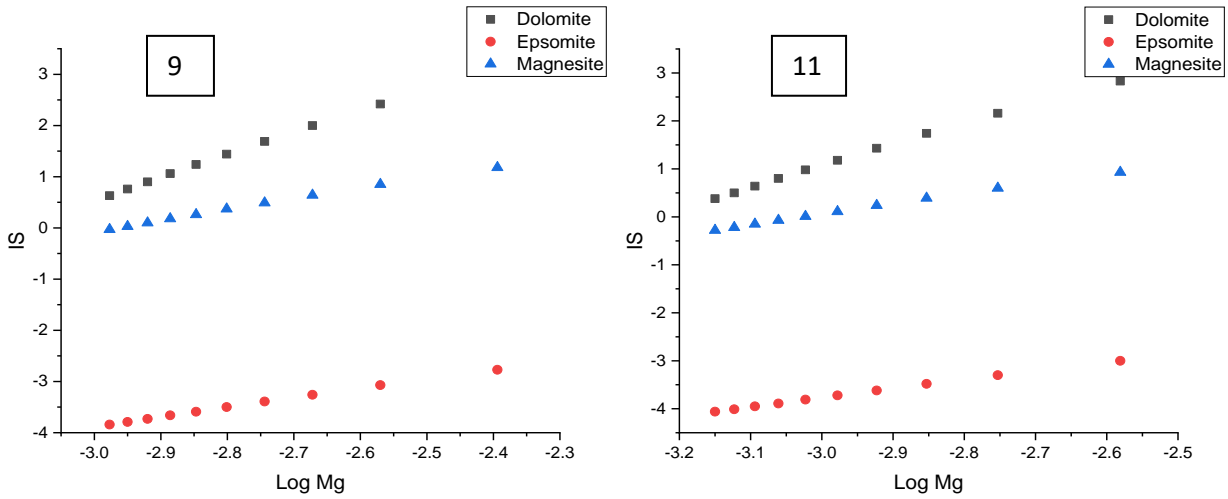 Dolomite
Epsomite
Magnesite
9
3
2
1
0
-1
-2
-3
-4
IS
-3.0 -2.9 -2.8 -2.7 -2.6 -2.5 -2.4 -2.3
Log Mg
Dolomite
Epsomite
Magnesite
11
3
2
1
0
-1
-2
-3
-4
IS
-3.2 -3.1 -3.0 -2.9 -2.8 -2.7 -2.6 -2.5
Log Mg